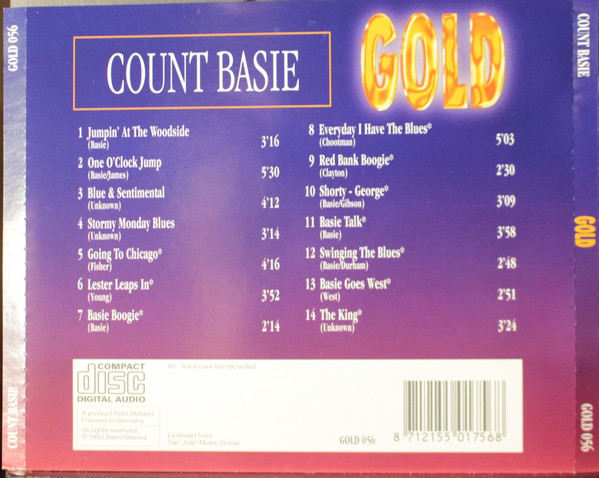 GOLD 056
COUNT BASIE
GOLD
COUNT BASIE
1 Jumpin' At The Woodside
(Basie)
3'16
2 One O'Clock Jump
(Basie/James)
5'30
3 Blue & Sentimental
(Unknown)
4'12
4 Stormy Monday Blues
(Unknown)
3'14
5 Going To Chicago*
(Fisher)
4'16
6 Lester Leaps In*
(Young)
3'52
7 Basie Boogie*
(Basie)
2'14
8 Everyday I Have The Blues*
(Chootman)
5'03
9 Red Bank Boogie*
(Clayton)
2'30
10 Shorty - George*
(Basie/Gibson)
3'09
11 Basie Talk*
(Basie)
3'58
12 Swinging The Blues*
(Basie/Durham)
2'48
13 Basie Goes West*
(West)
2'51
14 The King*
(Unknown)
3'24
GOLD
COMPACT
disc
DIGITAL AUDIO
All * tracks are live recorded
A product from Holland
Pressed in Germany
All rights reserved,
Licensed from
San Juan Music Group
GOLD 056
8 712155 017568
COUNT BASIE
GOLD 056